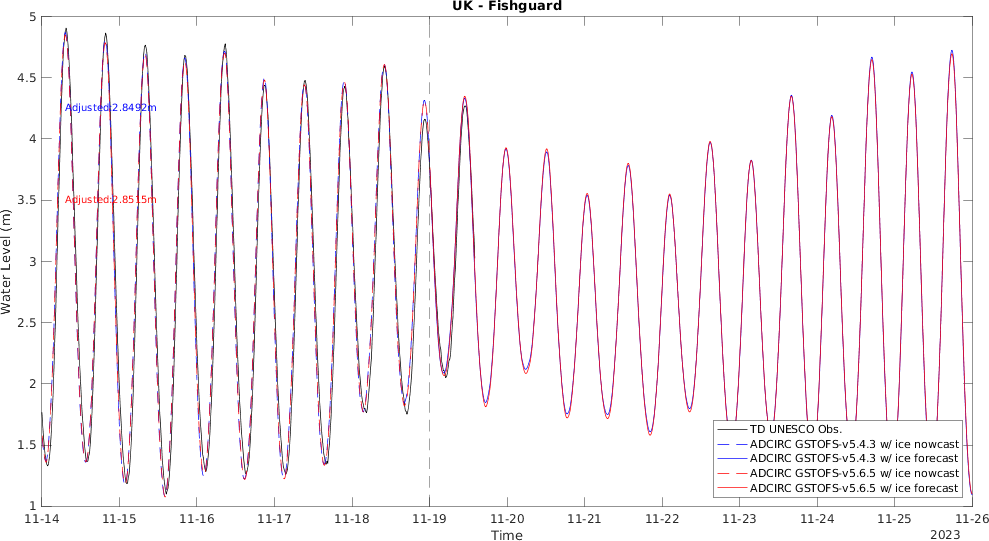 UK - Fishguard
5
4.5
4
3.5
3
2.5
2
1.5
1
Water Level (m)
Adjusted:2.8492m
Adjusted:2.8515m
TD UNESCO Obs.
ADCIRC GSTOFS-v5.4.3 w/ ice nowcast
ADCIRC GSTOFS-v5.4.3 w/ ice forecast
ADCIRC GSTOFS-v5.6.5 w/ ice nowcast
ADCIRC GSTOFS-v5.6.5 w/ ice forecast
11-14 11-15 11-16 11-17 11-18 11-19 11-20 11-21 11-22 11-23 11-24 11-25 11-26
Time
2023